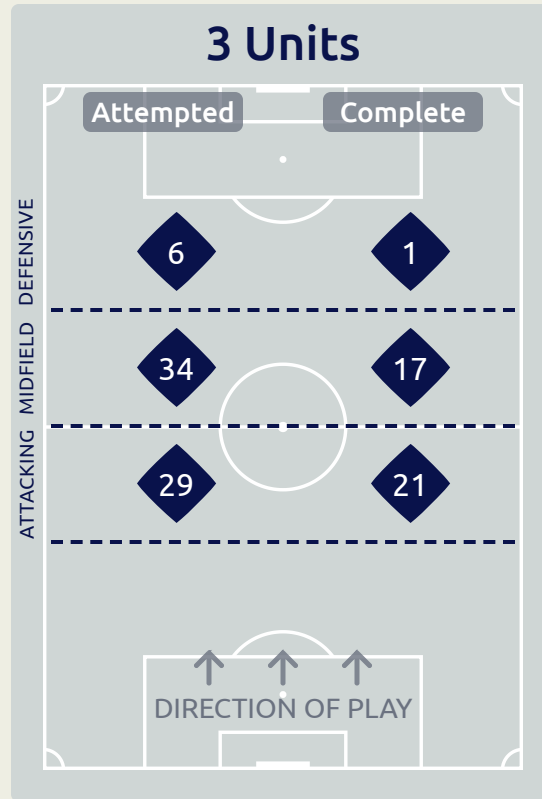 3 Units
Attempted
Complete
DEFENSIVE
6
1
MIDFIELD
34
17
ATTACKING
29
21
DIRECTION OF PLAY